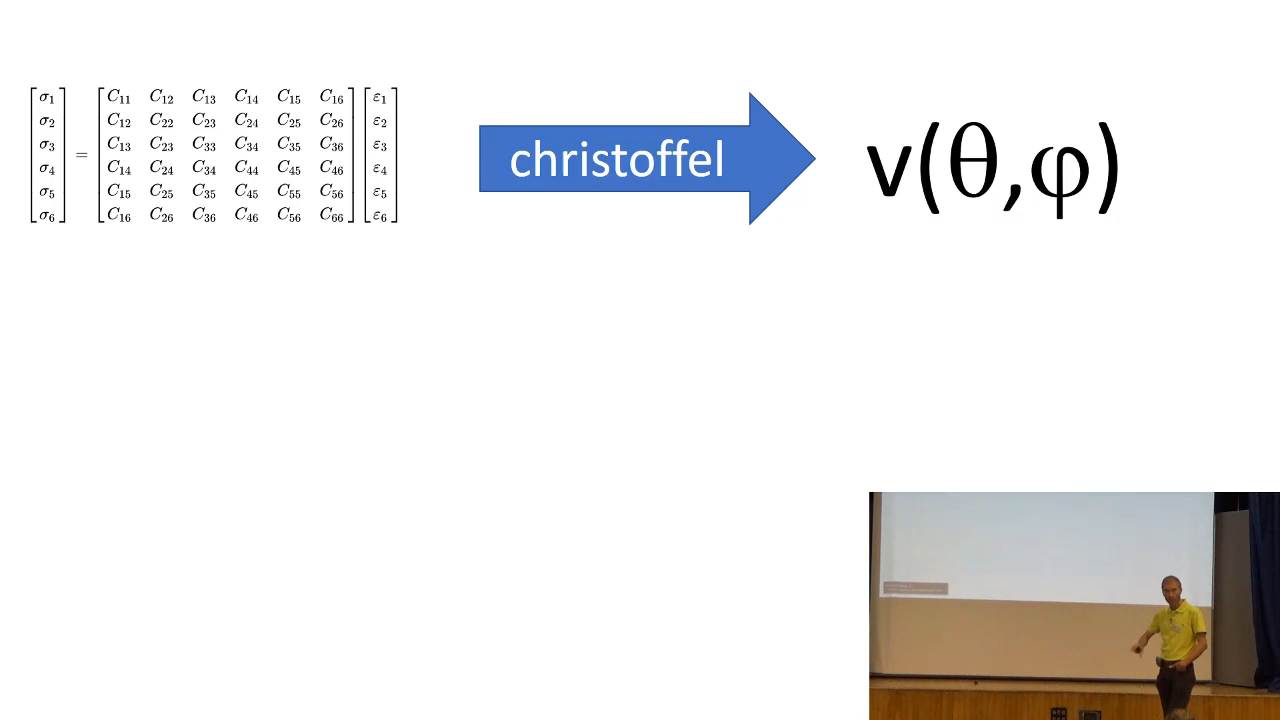 σ₁ C₁₁ C₁₂ C₁₃ C₁₄ C₁₅ C₁₆ ε₁
σ₂ C₁₂ C₂₂ C₂₃ C₂₄ C₂₅ C₂₆ ε₂
σ₃ = C₁₃ C₂₃ C₃₃ C₃₄ C₃₅ C₃₆ ε₃
σ₄ C₁₄ C₂₄ C₃₄ C₄₄ C₄₅ C₄₆ ε₄
σ₅ C₁₅ C₂₅ C₃₅ C₄₅ C₅₅ C₅₆ ε₅
σ₆ C₁₆ C₂₆ C₃₆ C₄₆ C₅₆ C₆₆ ε₆
christoffel
v(θ,φ)